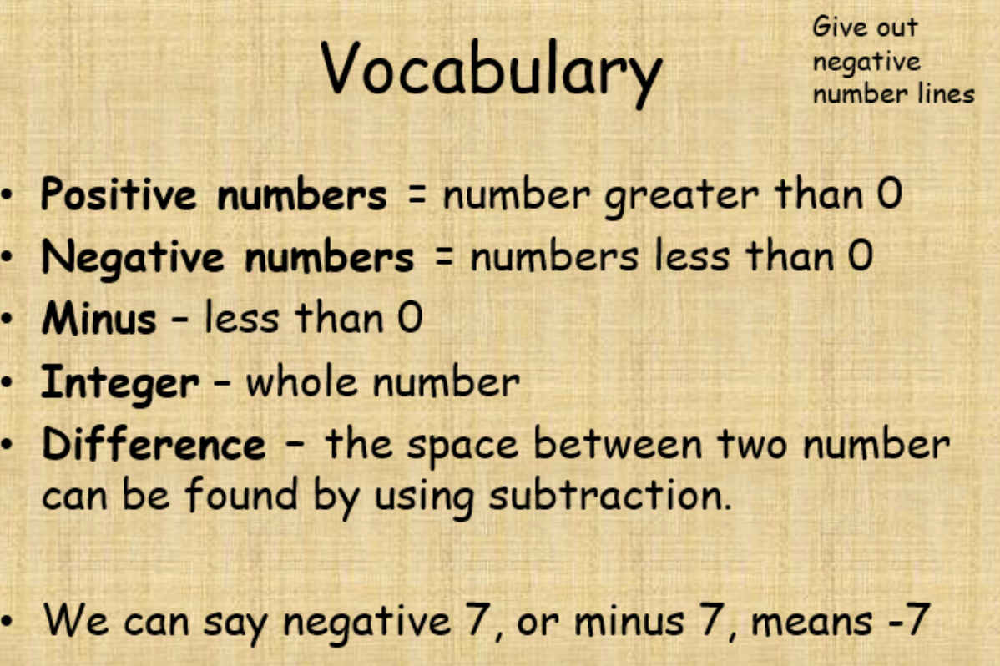 Vocabulary
Give out
negative
number lines
• Positive numbers = number greater than 0
• Negative numbers = numbers less than 0
• Minus – less than 0
• Integer – whole number
• Difference – the space between two number
can be found by using subtraction.
• We can say negative 7, or minus 7, means -7